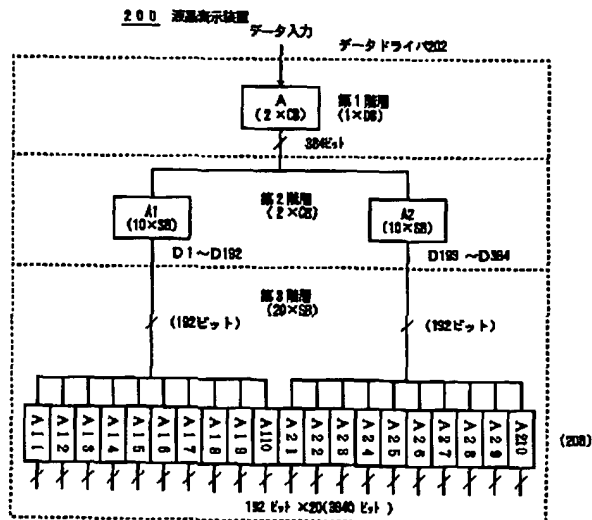 200 液晶表示装置
データ入力
データドライバ202
A
(2×CB)
第1階層
(1×DB)
384ビット
第2階層
(2×CB)
A1
(10×SB)
A2
(10×SB)
D1～D192
D193～D384
第3階層
(20×SB)
(192ビット)
(192ビット)
A11
A12
A13
A14
A15
A16
A17
A18
A19
A110
A21
A22
A23
A24
A25
A26
A27
A28
A29
A210
(208)
192ビット×20(3840ビット)